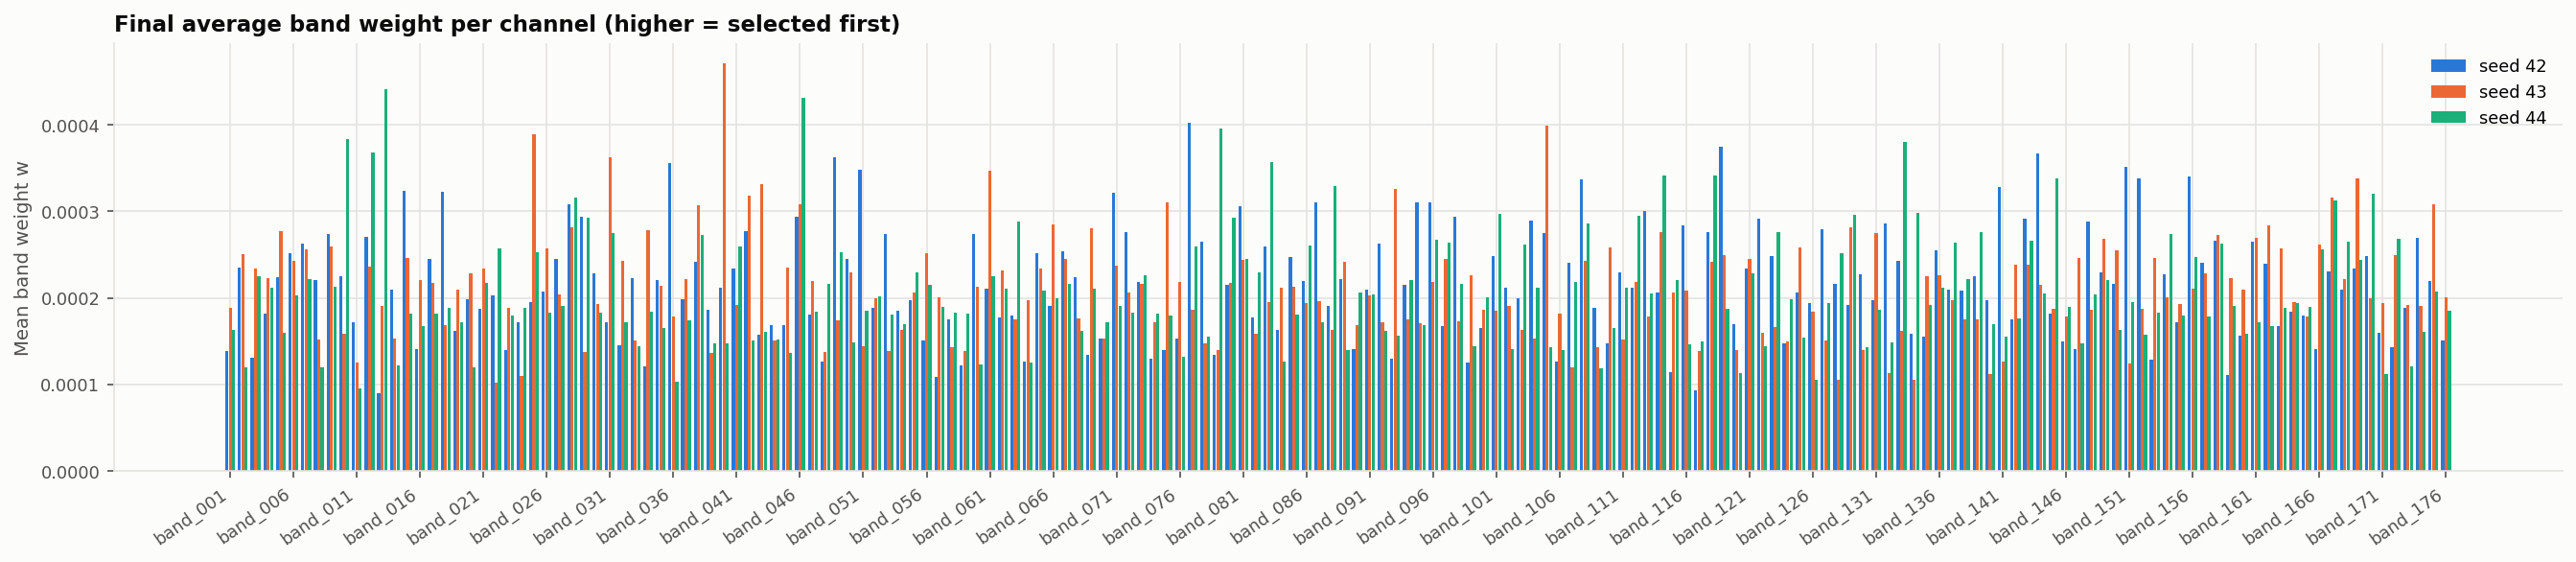 Final average band weight per channel (higher = selected first)
seed 42
seed 43
seed 44
Mean band weight w
0.0004
0.0003
0.0002
0.0001
0.0000
band_001
band_006
band_011
band_016
band_021
band_026
band_031
band_036
band_041
band_046
band_051
band_056
band_061
band_066
band_071
band_076
band_081
band_086
band_091
band_096
band_101
band_106
band_111
band_116
band_121
band_126
band_131
band_136
band_141
band_146
band_151
band_156
band_161
band_166
band_171
band_176